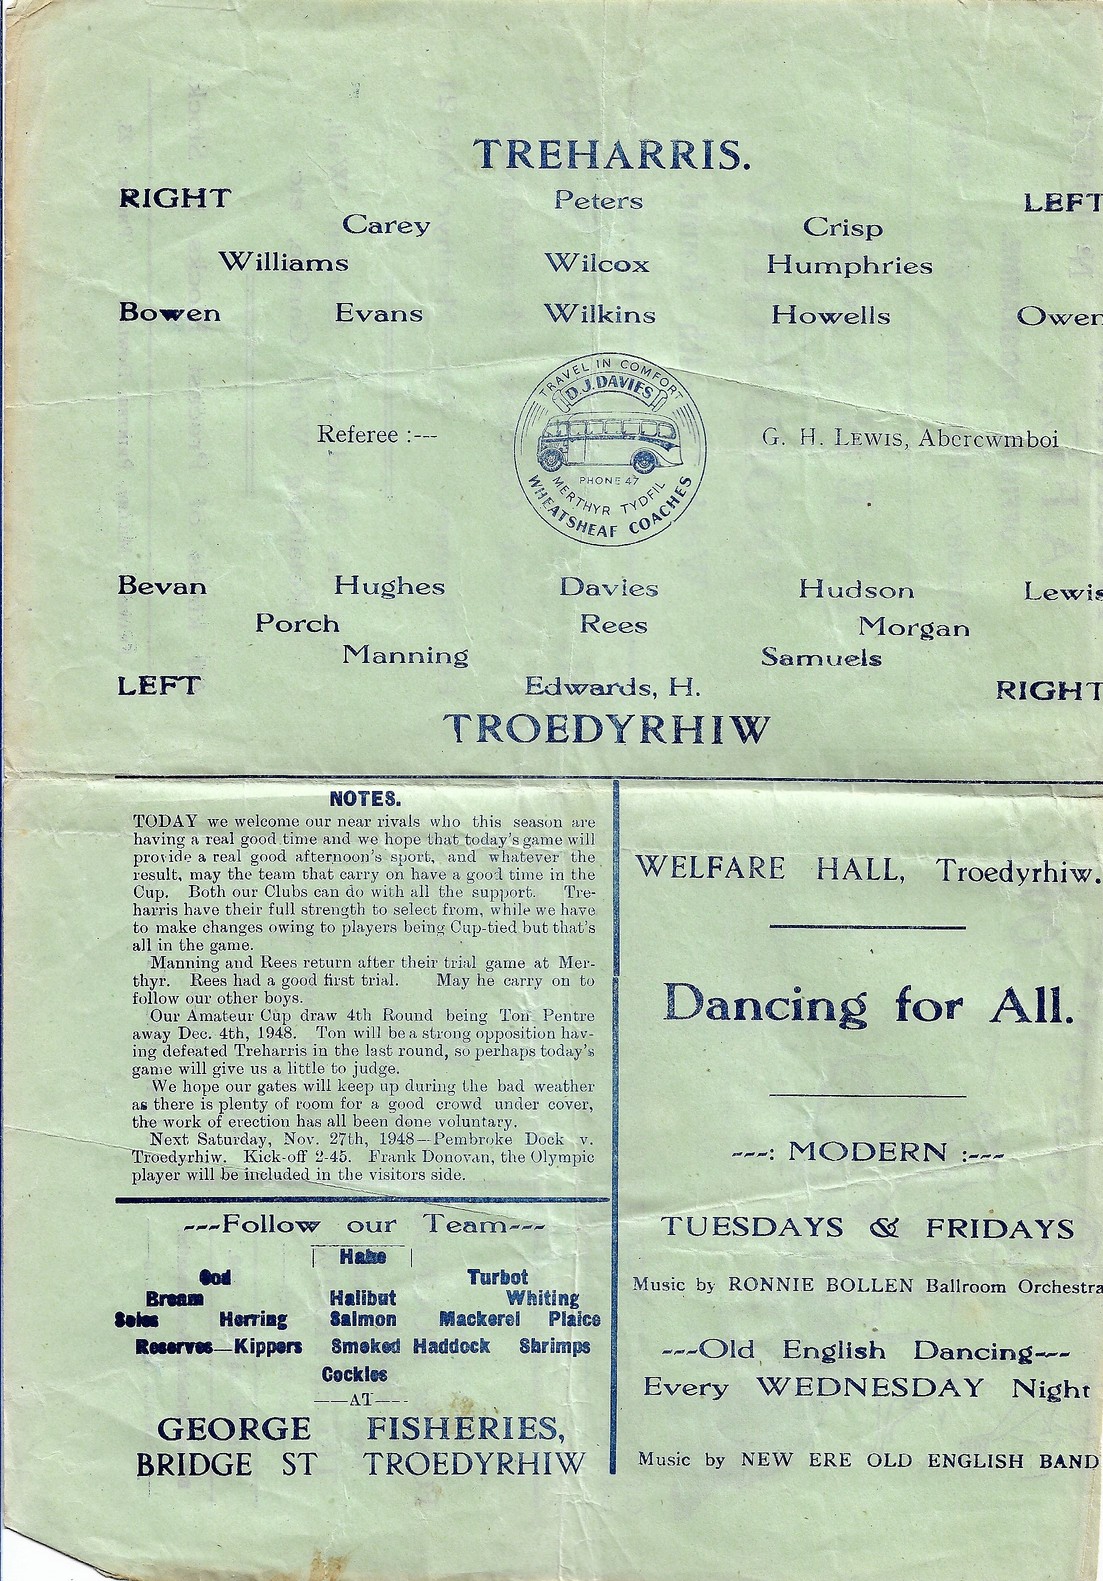 TREHARRIS.
RIGHT Peters LEFT
Carey Crisp
Williams Wilcox Humphries
Bowen Evans Wilkins Howells Owen
TRAVEL IN COMFORT
D.J. DAVIES
Referee :--- G. H. LEWIS, Abercwmboi
PHONE 47
MERTHYR TYDFIL
WHEATSHEAF COACHES
Bevan Hughes Davies Hudson Lewis
Porch Rees Morgan
Manning Samuels
LEFT Edwards, H. RIGHT
TROEDYRHIW
NOTES.
TODAY we welcome our near rivals who this season are
having a real good time and we hope that today's game will
provide a real good afternoon's sport, and whatever the
result, may the team that carry on have a good time in the
Cup. Both our Clubs can do with all the support. Tre-
harris have their full strength to select from, while we have
to make changes owing to players being Cup-tied but that's
all in the game.
Manning and Rees return after their trial game at Mer-
thyr. Rees had a good first trial. May he carry on to
follow our other boys.
Our Amateur Cup draw 4th Round being Ton Pentre
away Dec. 4th, 1948. Ton will be a strong opposition hav-
ing defeated Treharris in the last round, so perhaps today's
game will give us a little to judge.
We hope our gates will keep up during the bad weather
as there is plenty of room for a good crowd under cover,
the work of erection has all been done voluntary.
Next Saturday, Nov. 27th, 1948—Pembroke Dock v.
Troedyrhiw. Kick-off 2-45. Frank Donovan, the Olympic
player will be included in the visitors side.
---Follow our Team---
Hake
Cod Turbot
Bream Halibut Whiting
Soles Herring Salmon Mackerel Plaice
Reserves—Kippers Smoked Haddock Shrimps
Cockles
——AT----
GEORGE FISHERIES,
BRIDGE ST TROEDYRHIW
WELFARE HALL, Troedyrhiw.
Dancing for All.
---: MODERN :---
TUESDAYS & FRIDAYS
Music by RONNIE BOLLEN Ballroom Orchestra
---Old English Dancing---
Every WEDNESDAY Night
Music by NEW ERE OLD ENGLISH BAND